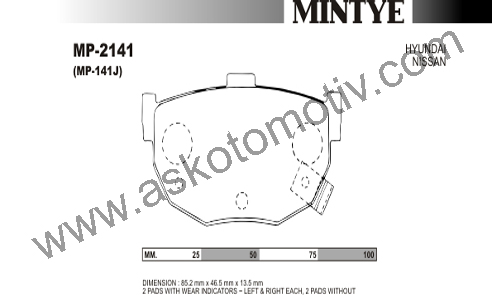 MINTYE
MP-2141
(MP-141J)
HYUNDAI
NISSAN
www.askotomotiv.com
MM. 25 50 75 100
DIMENSION : 85.2 mm x 46.5 mm x 13.5 mm
2 PADS WITH WEAR INDICATORS - LEFT & RIGHT EACH, 2 PADS WITHOUT